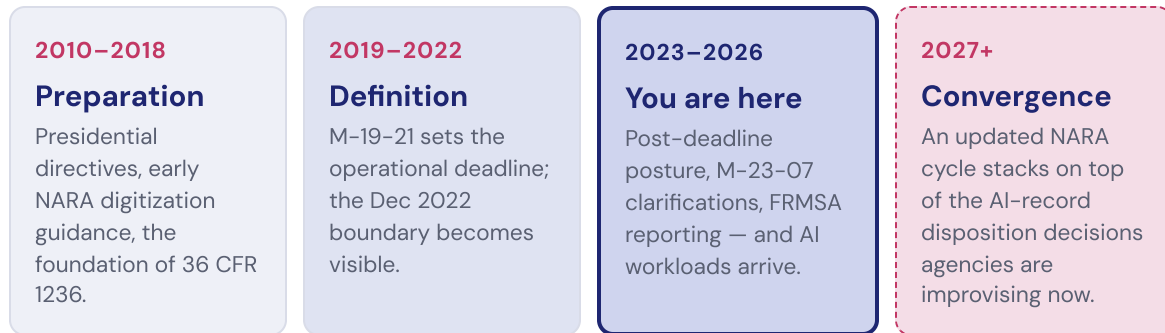 2010–2018
Preparation
Presidential
directives, early
NARA digitization
guidance, the
foundation of 36 CFR
1236.
2019–2022
Definition
M-19-21 sets the
operational deadline;
the Dec 2022
boundary becomes
visible.
2023–2026
You are here
Post-deadline
posture, M-23-07
clarifications, FRMSA
reporting — and AI
workloads arrive.
2027+
Convergence
An updated NARA
cycle stacks on top
of the AI-record
disposition decisions
agencies are
improvising now.